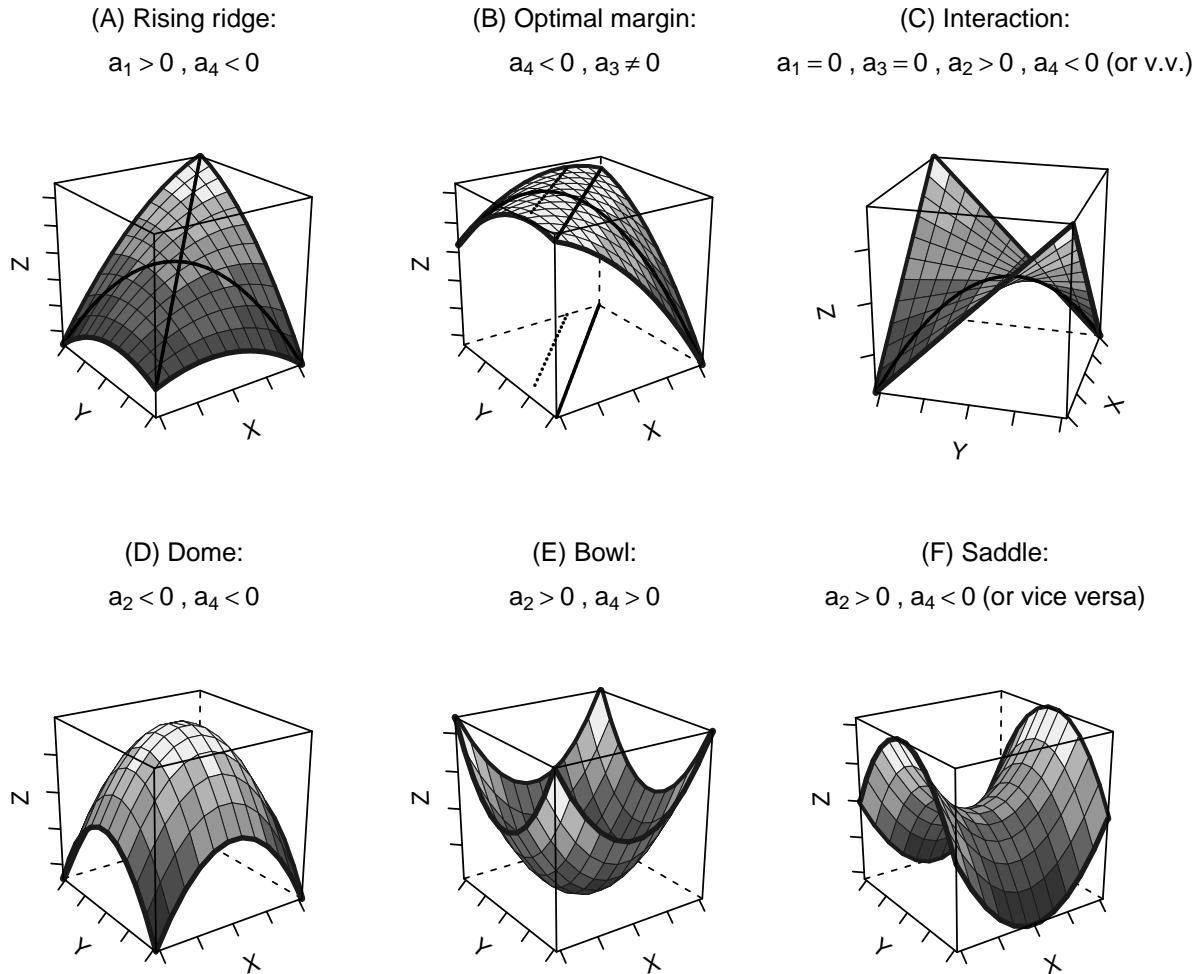 (A) Rising ridge:
a₁ > 0 , a₄ < 0
Z
Y
X
(B) Optimal margin:
a₄ < 0 , a₃ ≠ 0
Z
Y
X
(C) Interaction:
a₁ = 0 , a₃ = 0 , a₂ > 0 , a₄ < 0 (or v.v.)
Z
Y
X
(D) Dome:
a₂ < 0 , a₄ < 0
Z
Y
X
(E) Bowl:
a₂ > 0 , a₄ > 0
Z
Y
X
(F) Saddle:
a₂ > 0 , a₄ < 0 (or vice versa)
Z
Y
X